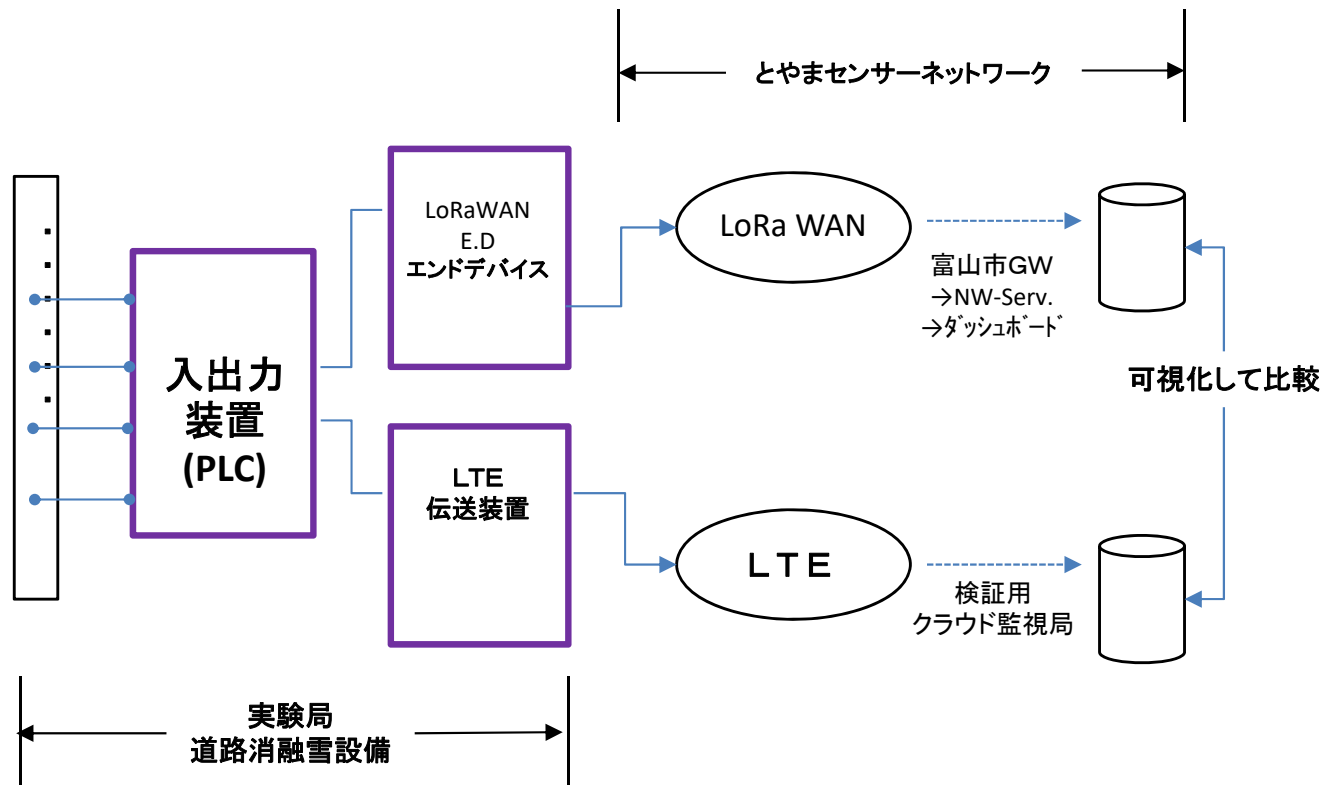 とやまセンサーネットワーク
LoRaWAN
E.D
エンドデバイス
LoRa WAN
富山市GW
→NW-Serv.
→ﾀﾞｯｼｭﾎﾞｰﾄﾞ
入出力
装置
(PLC)
可視化して比較
LTE
伝送装置
LTE
検証用
クラウド監視局
実験局
道路消融雪設備